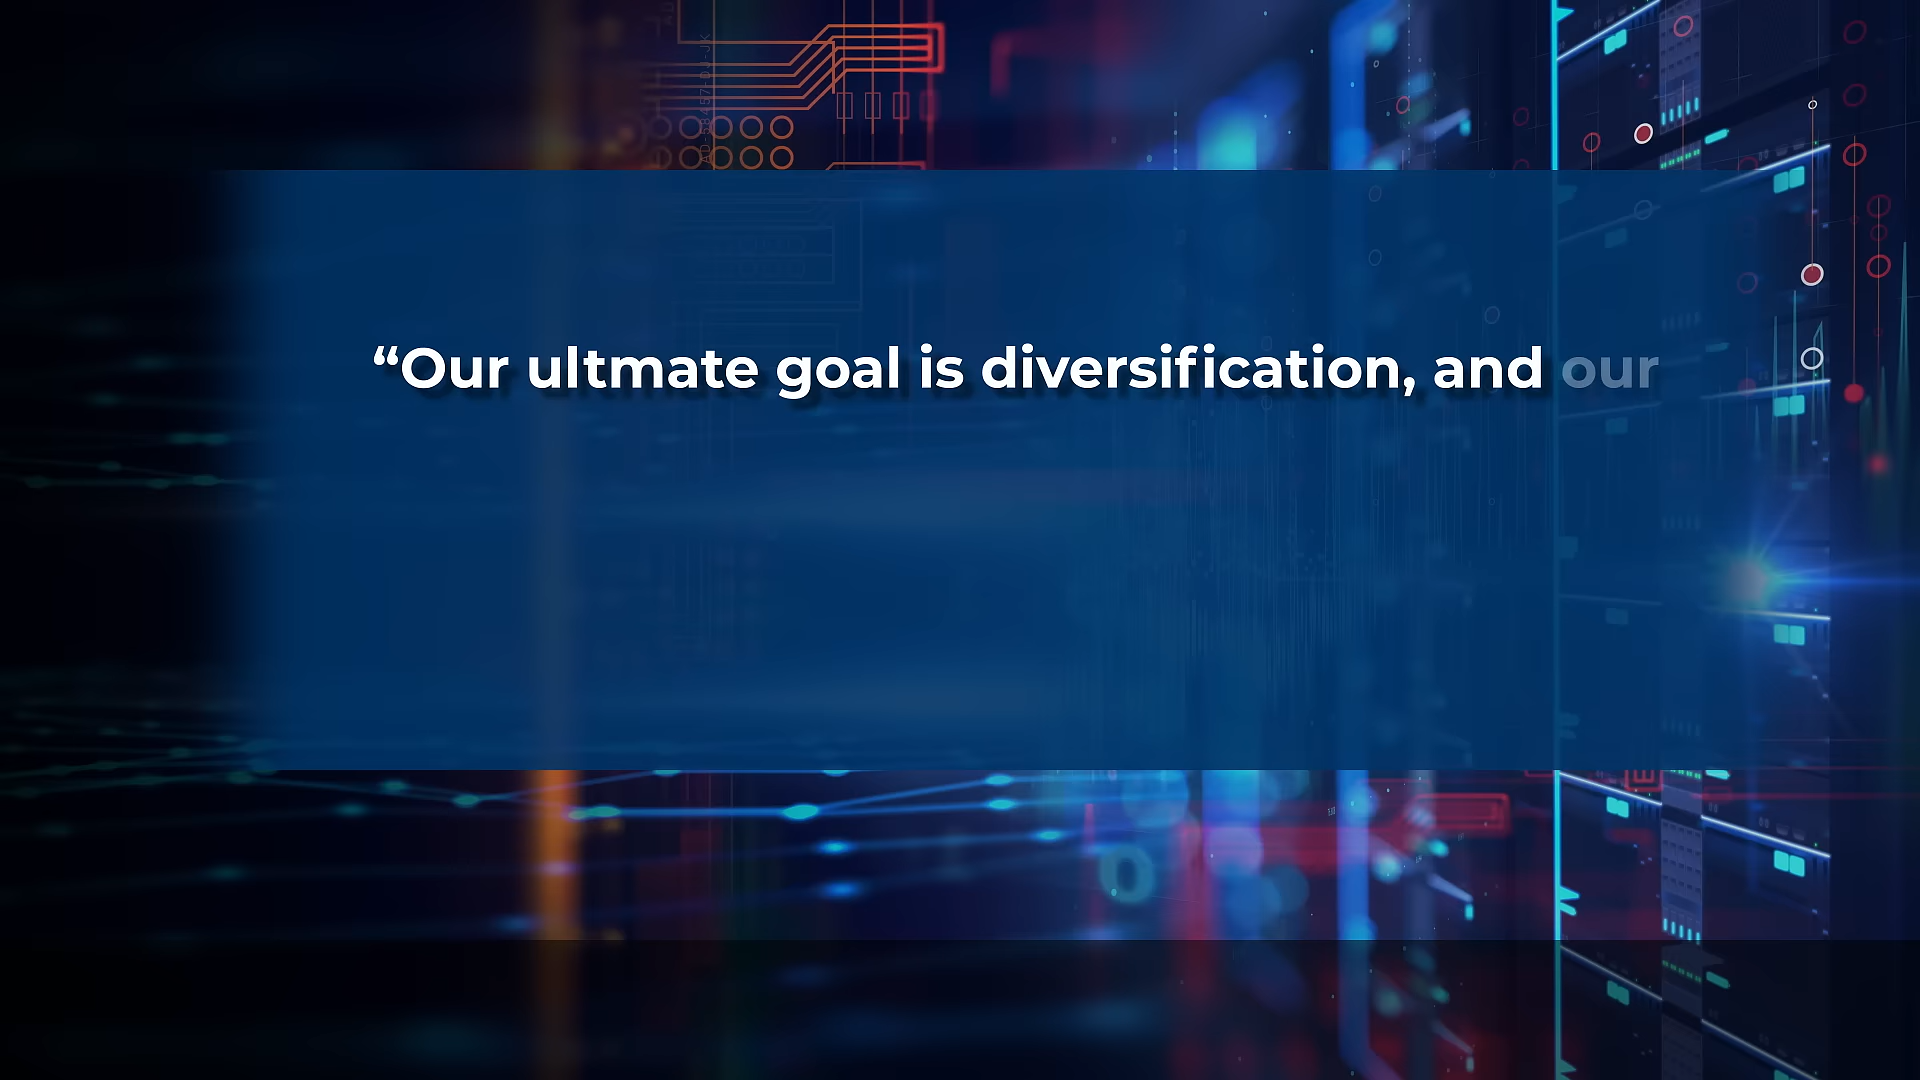 “Our ultmate goal is diversification, and our